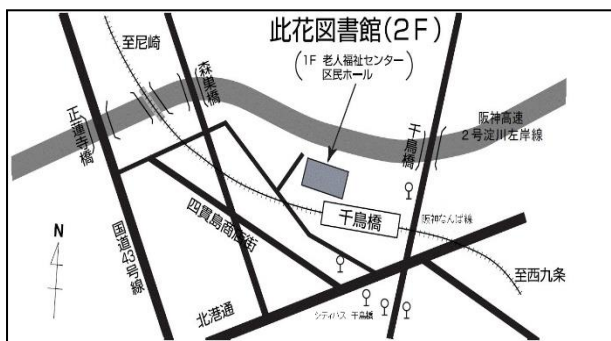 此花図書館(2F)
(1F 老人福祉センター
区民ホール)
至尼崎
森巣橋
正蓮寺橋
千鳥橋
阪神高速
2号淀川左岸線
四貫島商店街
千鳥橋
阪神なんば線
N
国道43号線
至西九条
北港通
シティバス 千鳥橋